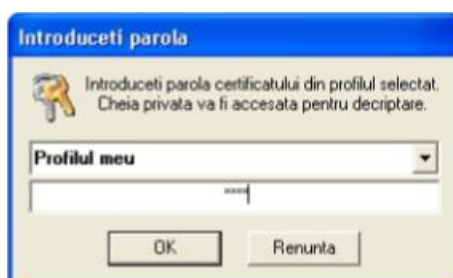 Introduceti parola
Introduceti parola certificatului din profilul selectat.
Cheia privata va fi accesata pentru decriptare.
Profilul meu
****
OK
Renunta